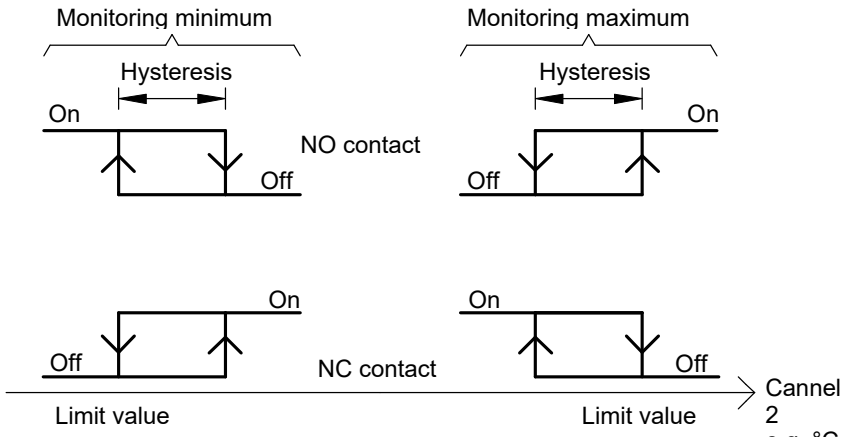 Monitoring minimum
Monitoring maximum
Hysteresis
Hysteresis
On
On
NO contact
Off
Off
On
On
Off
NC contact
Off
Limit value
Limit value
Cannel
2
e.g. °C